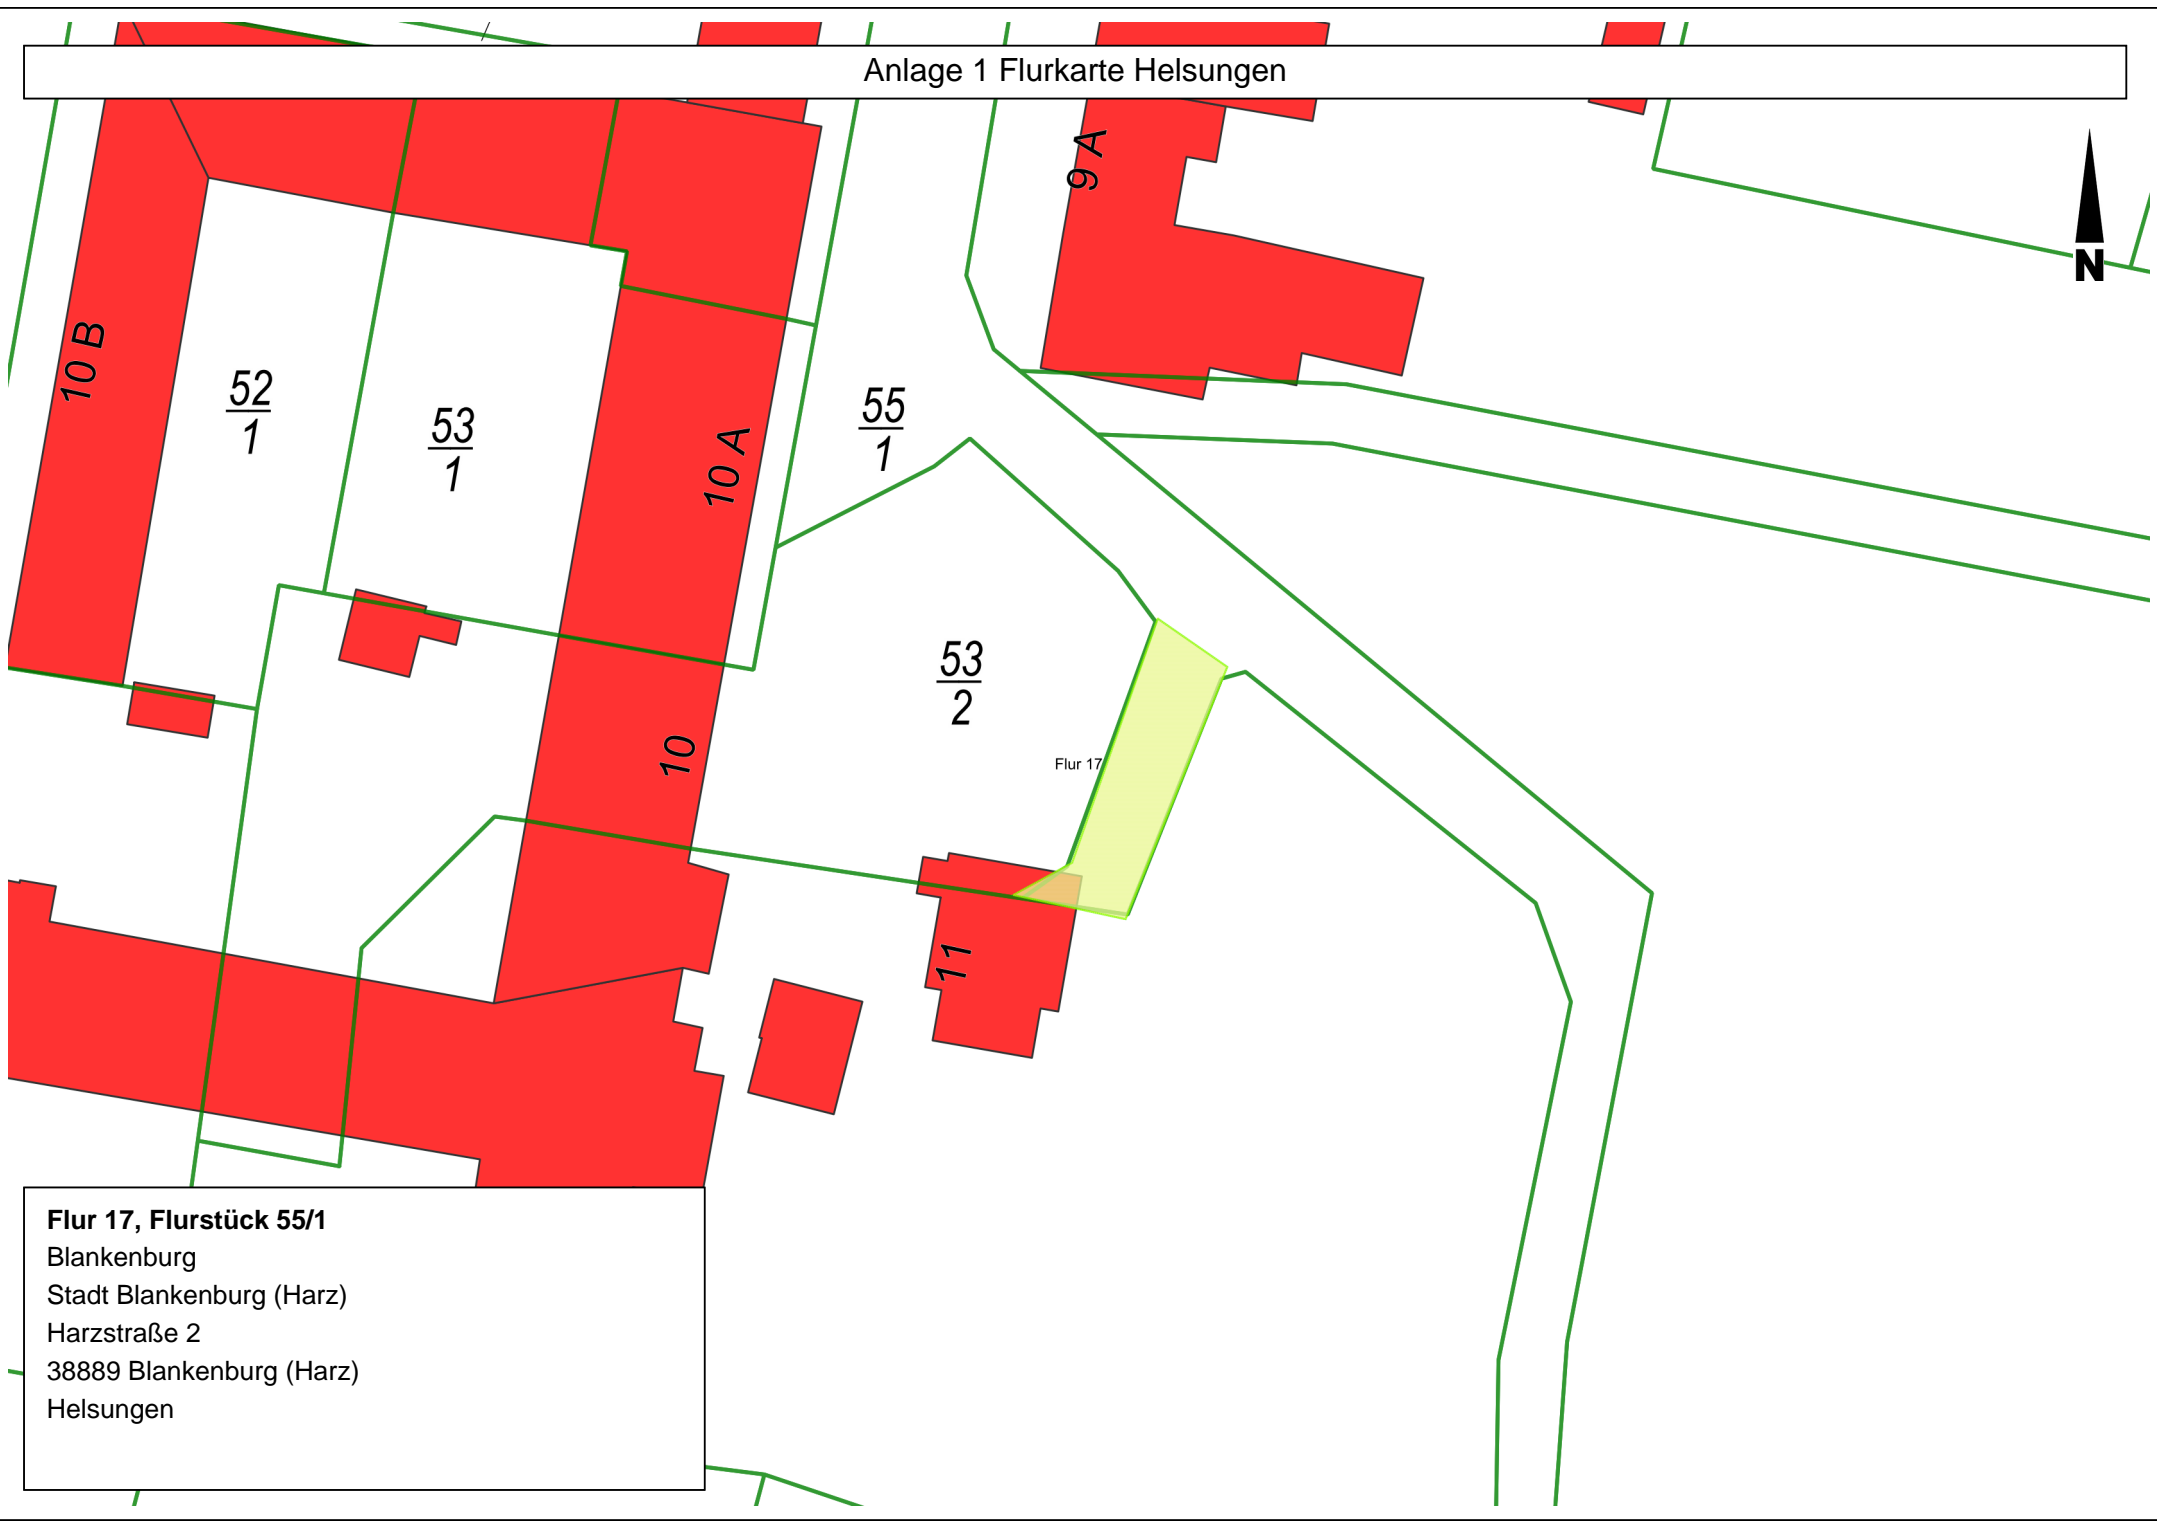 Anlage 1 Flurkarte Helsungen
9 A
N
10 B
52
1
53
1
10 A
55
1
53
2
10
Flur 17
11
Flur 17, Flurstück 55/1
Blankenburg
Stadt Blankenburg (Harz)
Harzstraße 2
38889 Blankenburg (Harz)
Helsungen